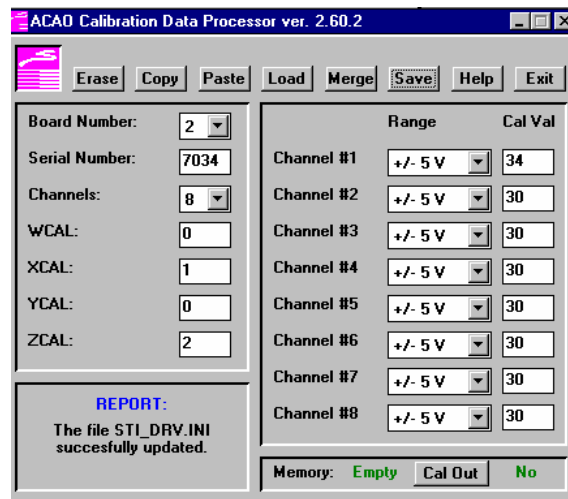 ACAO Calibration Data Processor ver. 2.60.2
Erase Copy Paste Load Merge Save Help Exit
Board Number: 2
Serial Number: 7034
Channels: 8
WCAL: 0
XCAL: 1
YCAL: 0
ZCAL: 2
REPORT:
The file STI_DRV.INI
succesfully updated.
Range Cal Val
Channel #1 +/- 5 V 34
Channel #2 +/- 5 V 30
Channel #3 +/- 5 V 30
Channel #4 +/- 5 V 30
Channel #5 +/- 5 V 30
Channel #6 +/- 5 V 30
Channel #7 +/- 5 V 30
Channel #8 +/- 5 V 30
Memory: Empty Cal Out No